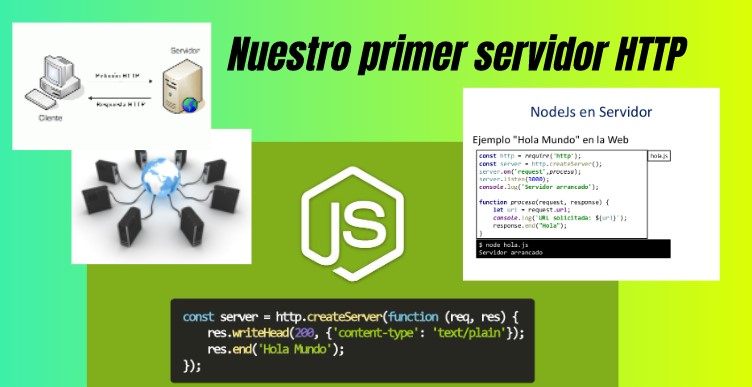 Nuestro primer servidor HTTP
Servidor
Petición HTTP
Respuesta HTTP
Cliente
NodeJs en Servidor
Ejemplo "Hola Mundo" en la Web
hola.js
const http = require('http');
const server = http.createServer();
server.on('request',proceso);
server.listen(3000);
console.log('Servidor arrancado');
function proceso(request, response) {
let url = request.url;
console.log(`URL solicitada: ${url}`);
response.end("Hola");
}
$ node hola.js
Servidor arrancado
JS
const server = http.createServer(function (req, res) {
res.writeHead(200, {'content-type': 'text/plain'});
res.end('Hola Mundo');
});